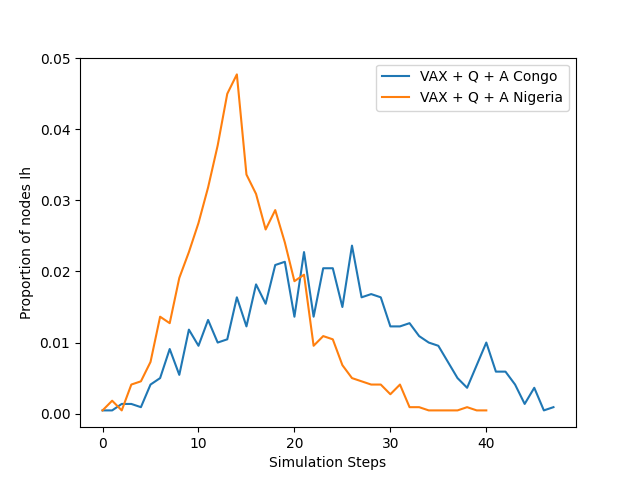 VAX + Q + A Congo
VAX + Q + A Nigeria
0.05
0.04
0.03
0.02
0.01
0.00
Proportion of nodes Ih
0 10 20 30 40
Simulation Steps